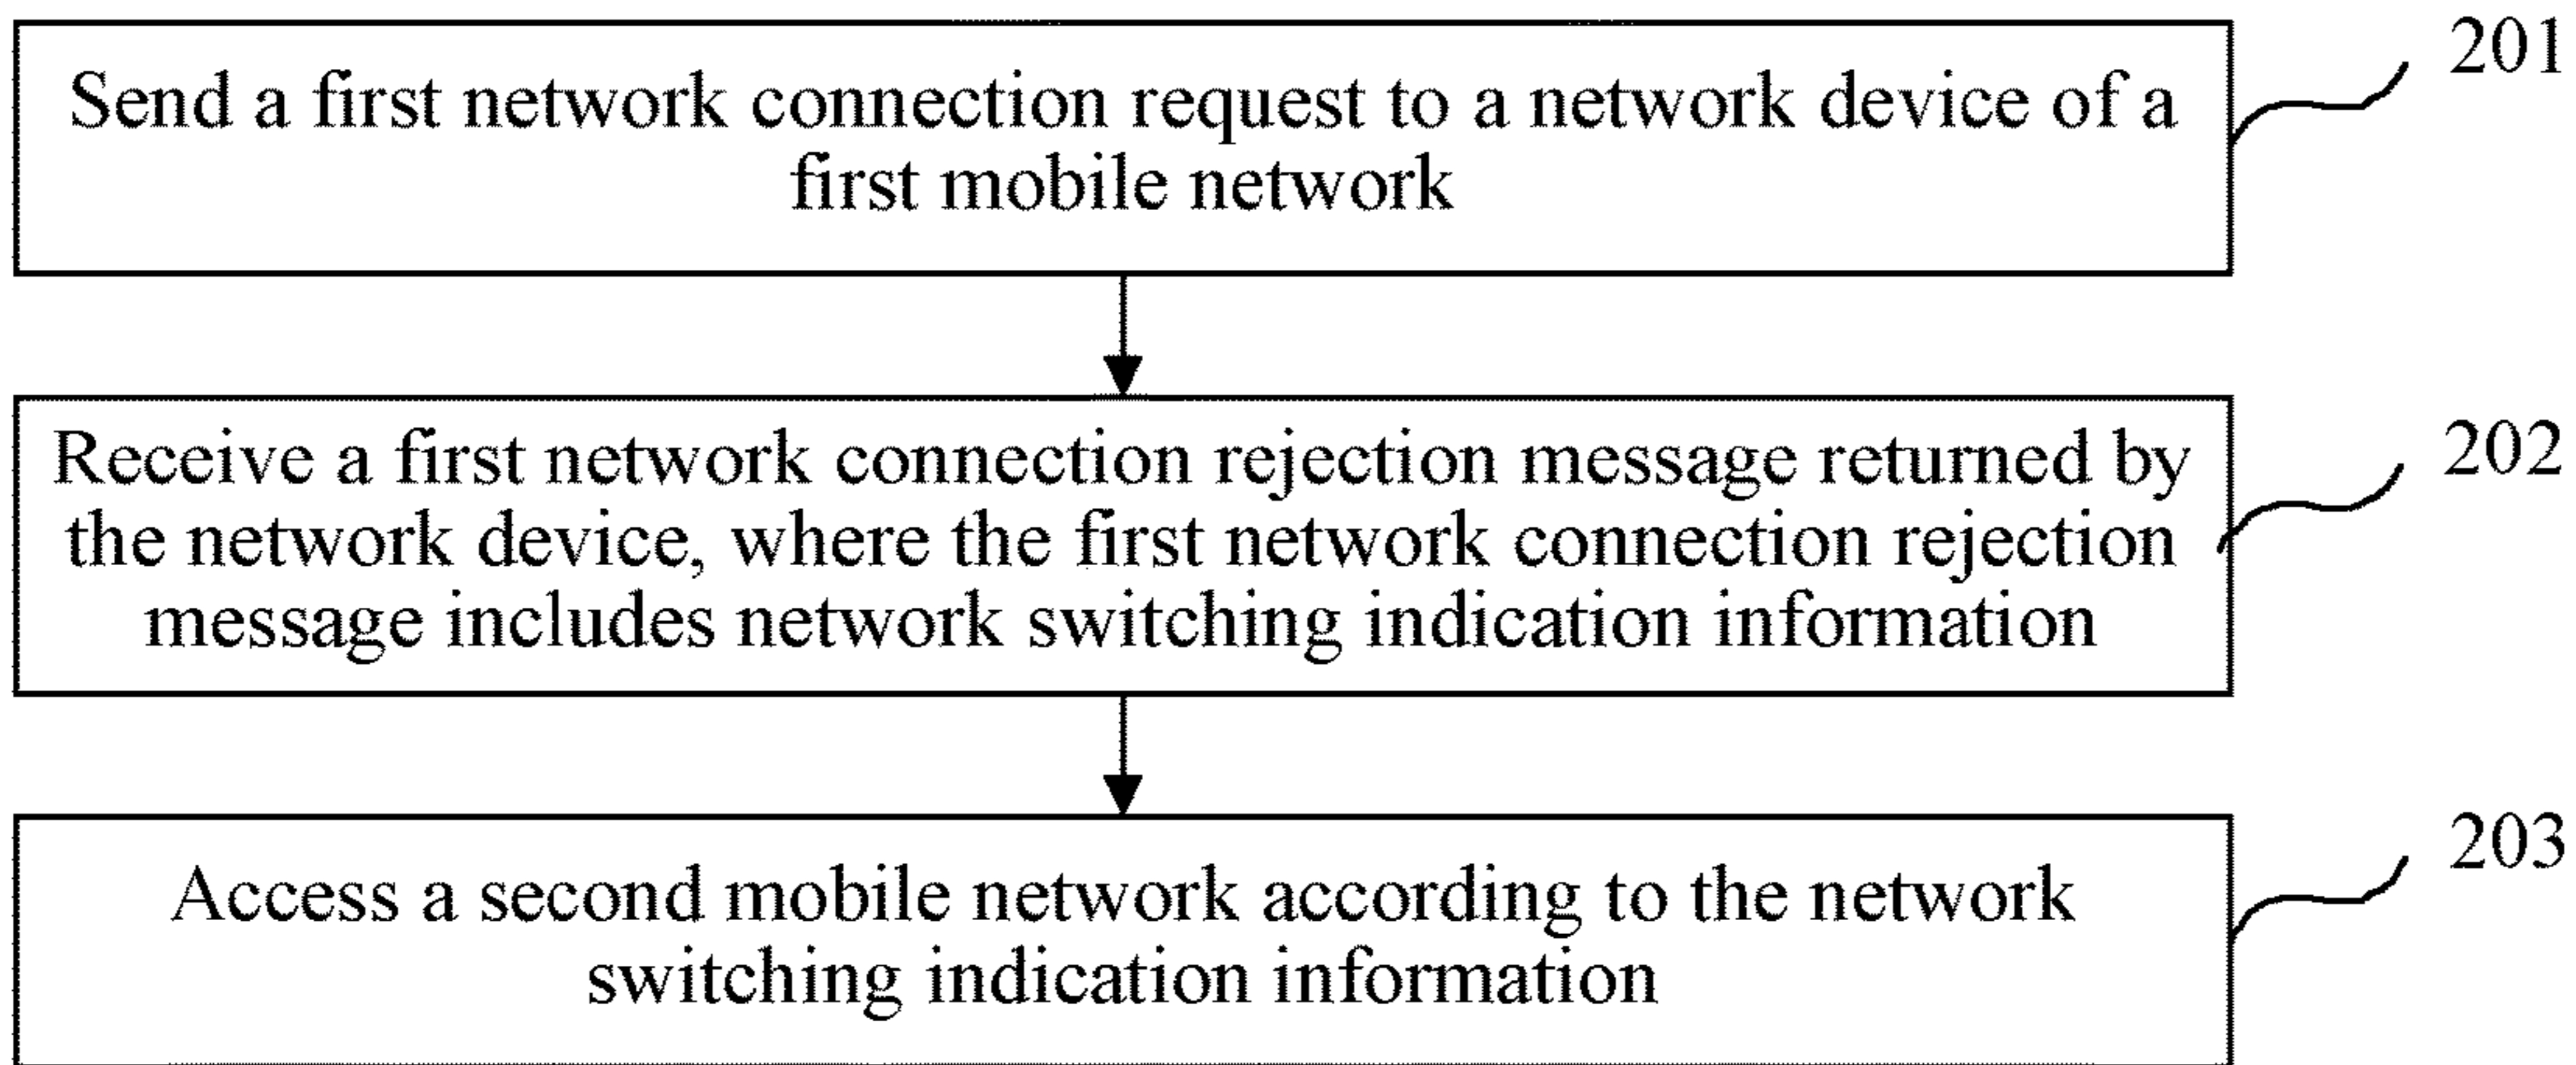 Send a first network connection request to a network device of a
first mobile network
201
Receive a first network connection rejection message returned by
the network device, where the first network connection rejection
message includes network switching indication information
202
Access a second mobile network according to the network
switching indication information
203